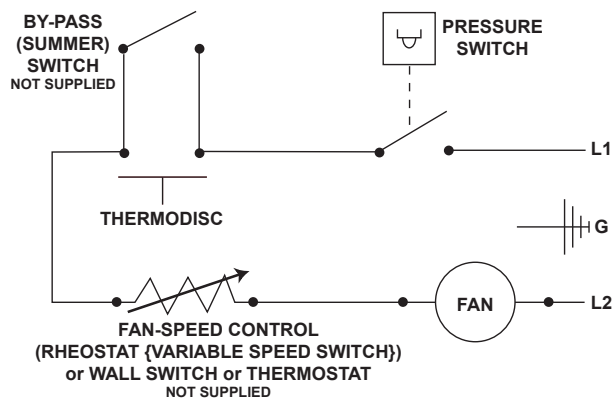 BY-PASS
(SUMMER)
SWITCH
NOT SUPPLIED
PRESSURE
SWITCH
L1
THERMODISC
G
FAN
L2
FAN-SPEED CONTROL
(RHEOSTAT {VARIABLE SPEED SWITCH})
or WALL SWITCH or THERMOSTAT
NOT SUPPLIED